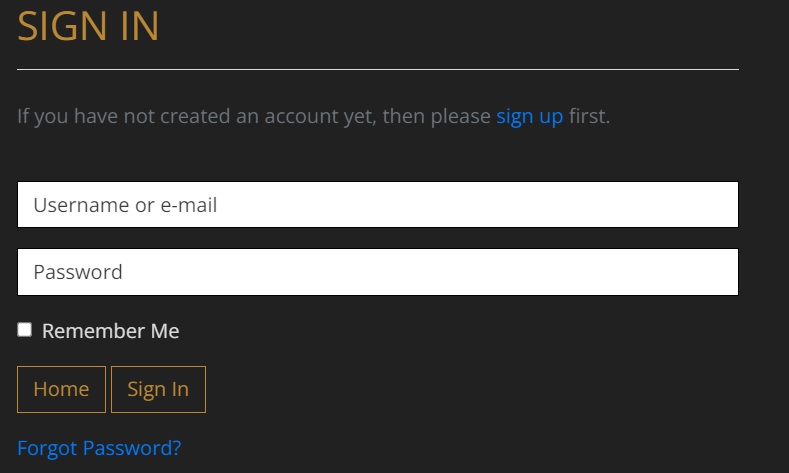 SIGN IN
If you have not created an account yet, then please sign up first.
Username or e-mail
Password
Remember Me
Home Sign In
Forgot Password?